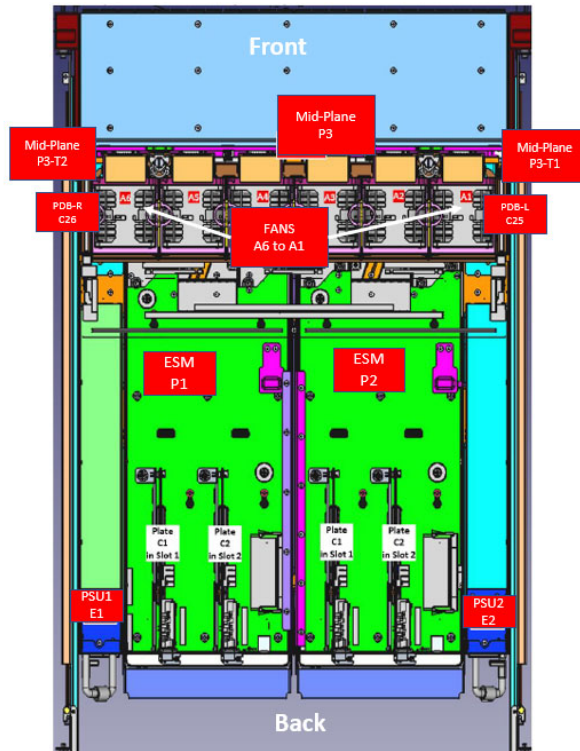 Front
Mid-Plane
P3
Mid-Plane
P3-T2
Mid-Plane
P3-T1
A6
A5
A4
A3
A2
A1
PDB-R
C26
PDB-L
C25
FANS
A6 to A1
ESM
P1
ESM
P2
Plate
C1
in Slot 1
Plate
C2
in Slot 2
Plate
C1
in Slot 1
Plate
C2
in Slot 2
PSU1
E1
PSU2
E2
Back